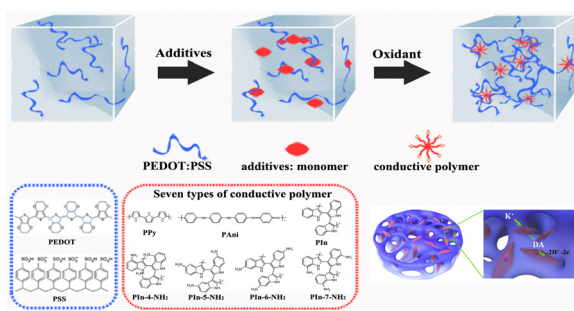 Additives
Oxidant
PEDOT:PSS
additives: monomer
conductive polymer
Seven types of conductive polymer
PEDOT
PPy
PAni
PIn
PSS
PIn-4-NH₂
PIn-5-NH₂
PIn-6-NH₂
PIn-7-NH₂
K⁺
DA
-2H⁺ -2e⁻